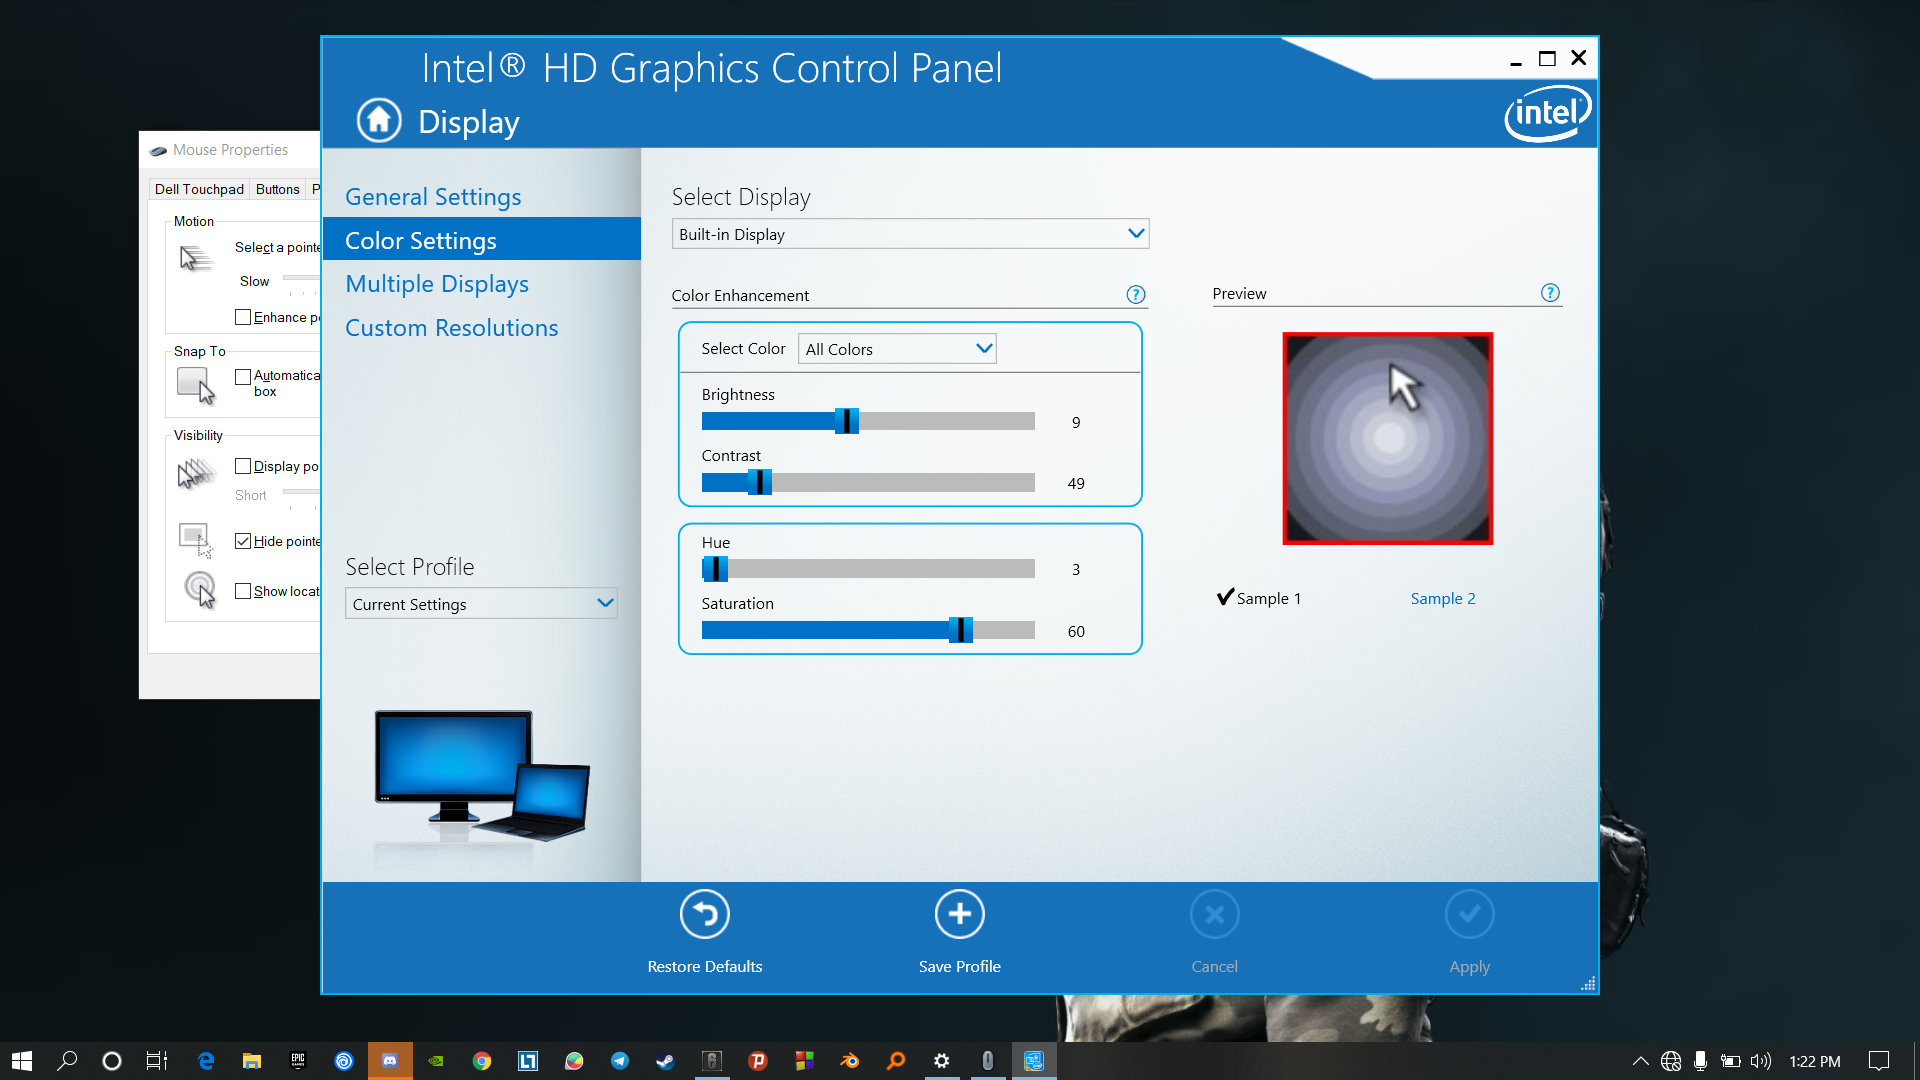 Intel® HD Graphics Control Panel
Display
intel
Mouse Properties
Dell Touchpad
Buttons
Motion
Select a pointe
Slow
Enhance p
Snap To
Automatica
box
Visibility
Display po
Short
Hide pointe
Show locat
General Settings
Color Settings
Multiple Displays
Custom Resolutions
Select Profile
Current Settings
Select Display
Built-in Display
Color Enhancement
?
Select Color
All Colors
Brightness
9
Contrast
49
Hue
3
Saturation
60
Preview
?
Sample 1
Sample 2
Restore Defaults
Save Profile
Cancel
Apply
EPIC
GAMES
1:22 PM